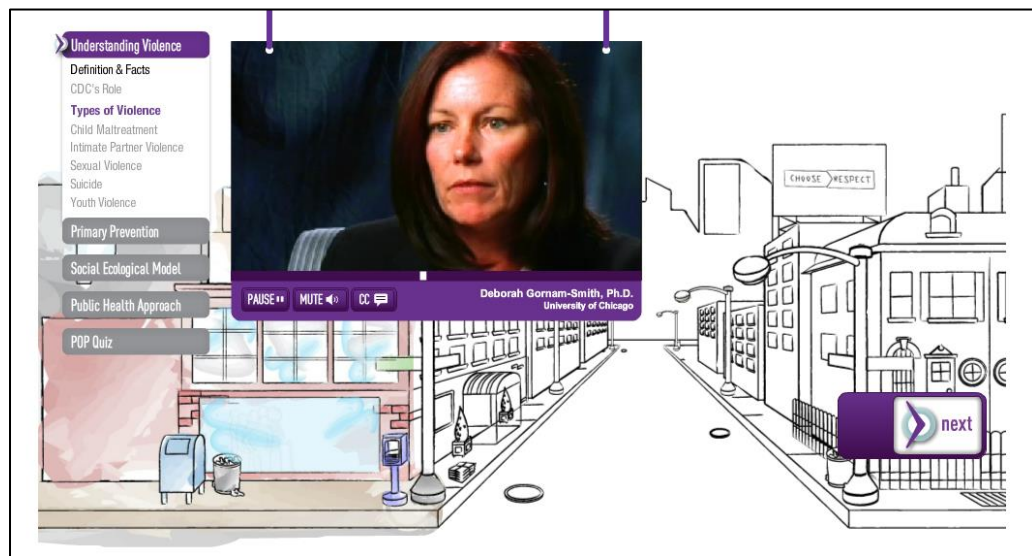 Understanding Violence
Definition & Facts
CDC's Role
Types of Violence
Child Maltreatment
Intimate Partner Violence
Sexual Violence
Suicide
Youth Violence
Primary Prevention
Social Ecological Model
Public Health Approach
POP Quiz
PAUSE
MUTE
CC
Deborah Gornam-Smith, Ph.D.
University of Chicago
CHOOSE RESPECT
next